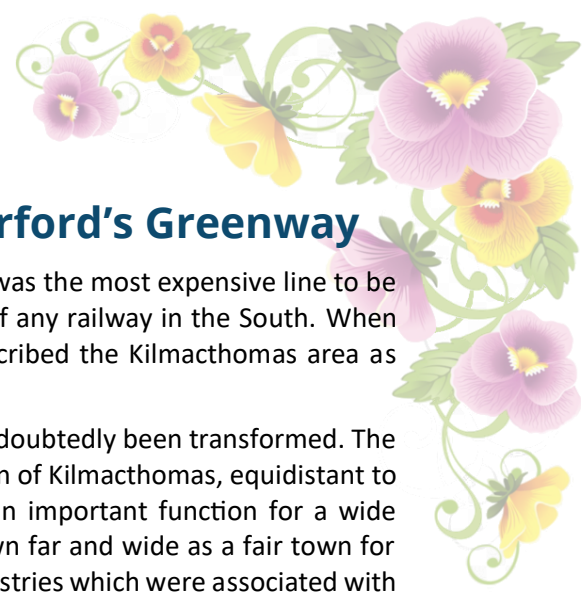 rford’s Greenway
was the most expensive line to be
f any railway in the South. When
cribed the Kilmacthomas area as
doubtedly been transformed. The
n of Kilmacthomas, equidistant to
n important function for a wide
wn far and wide as a fair town for
stries which were associated with